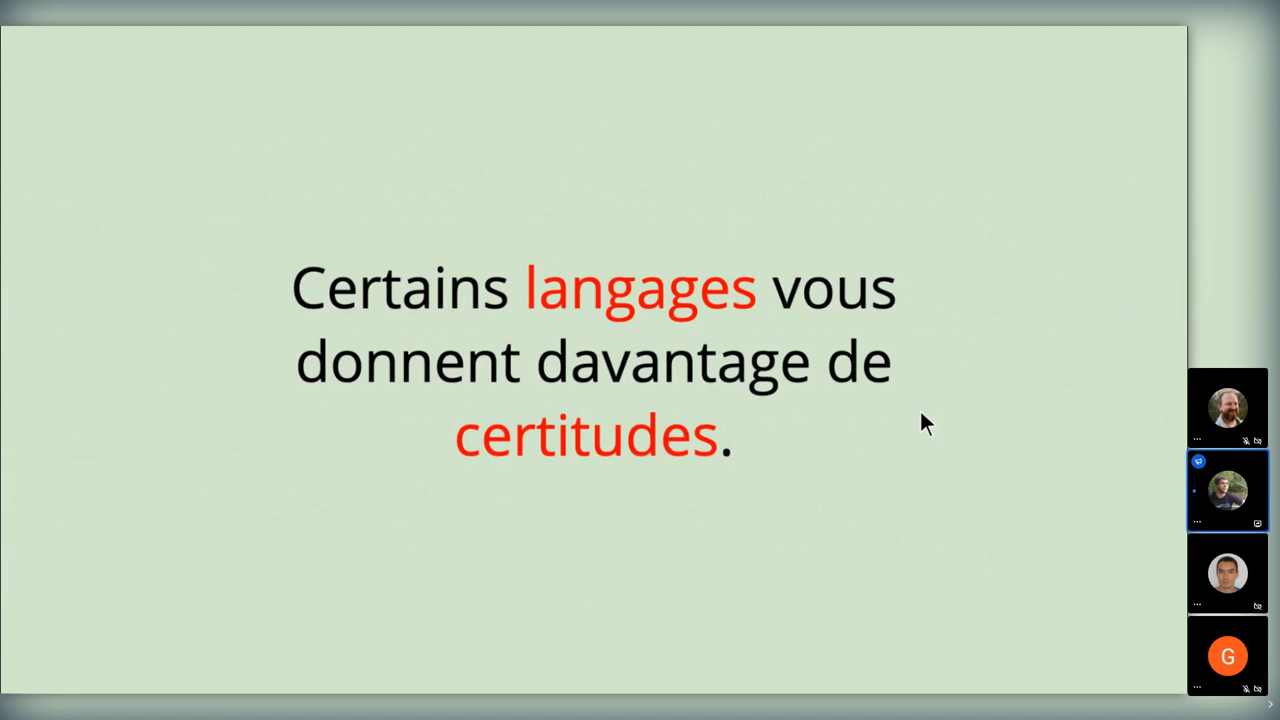 Certains langages vous
donnent davantage de
certitudes.
G